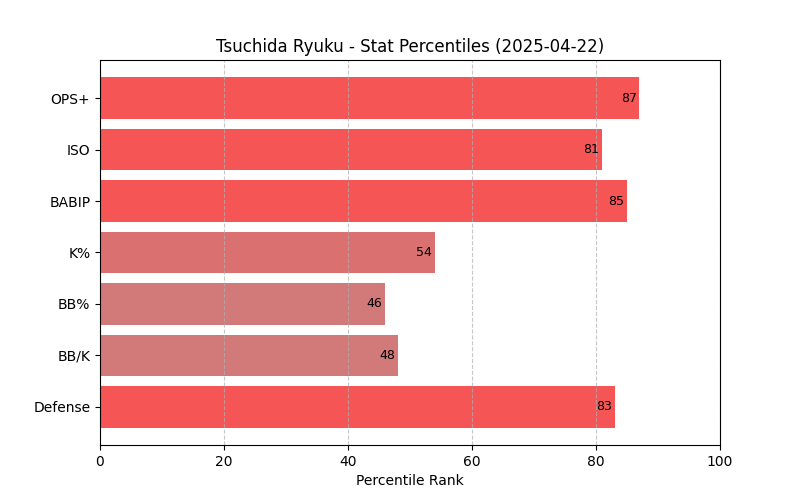 Tsuchida Ryuku - Stat Percentiles (2025-04-22)
OPS+ 87
ISO 81
BABIP 85
K% 54
BB% 46
BB/K 48
Defense 83
0 20 40 60 80 100
Percentile Rank